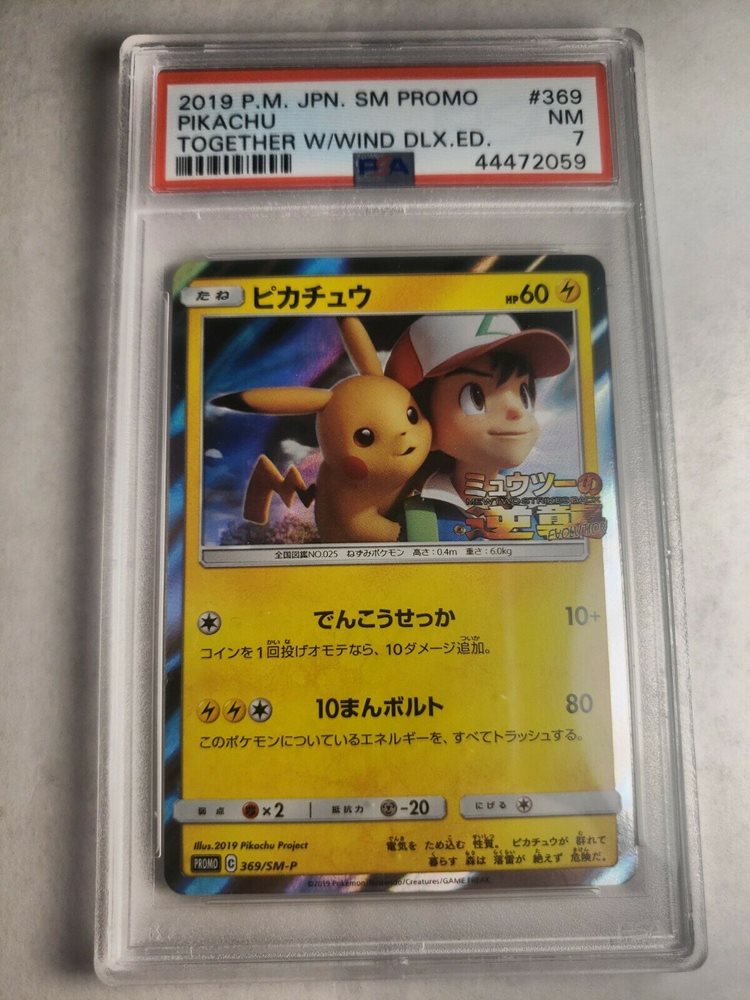 2019 P.M. JPN. SM PROMO #369
PIKACHU NM
TOGETHER W/WIND DLX.ED. 7
44472059
PSA
たね ピカチュウ HP60
ミュウツーの
MEWTWO STRIKES BACK
逆襲
EVOLUTION
全国図鑑NO.025 ねずみポケモン 高さ:0.4m 重さ:6.0kg
でんこうせっか 10+
コインを1回投げオモテなら、10ダメージ追加。
10まんボルト 80
このポケモンについているエネルギーを、すべてトラッシュする。
弱点 ×2 抵抗力 -20 にげる
Illus.2019 Pikachu Project
電気を ため込む 性質。 ピカチュウが 群れて
暮らす 森は 落雷が 絶えず 危険だ。
PROMO C 369/SM-P
©2019 Pokémon/Nintendo/Creatures/GAME FREAK.